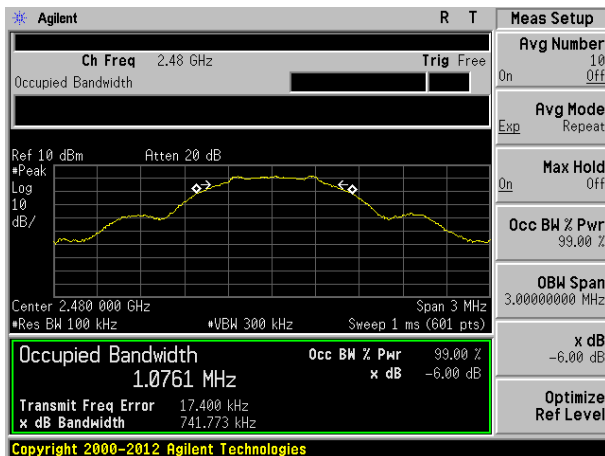 Agilent R T
Ch Freq 2.48 GHz Trig Free
Occupied Bandwidth
Ref 10 dBm Atten 20 dB
#Peak
Log
10
dB/
Center 2.480 000 GHz Span 3 MHz
#Res BW 100 kHz #VBW 300 kHz Sweep 1 ms (601 pts)
Occupied Bandwidth Occ BW % Pwr 99.00 %
1.0761 MHz x dB -6.00 dB
Transmit Freq Error 17.400 kHz
x dB Bandwidth 741.773 kHz
Copyright 2000-2012 Agilent Technologies
Meas Setup
Avg Number
10
On Off
Avg Mode
Exp Repeat
Max Hold
On Off
Occ BW % Pwr
99.00 %
OBW Span
3.00000000 MHz
x dB
-6.00 dB
Optimize
Ref Level